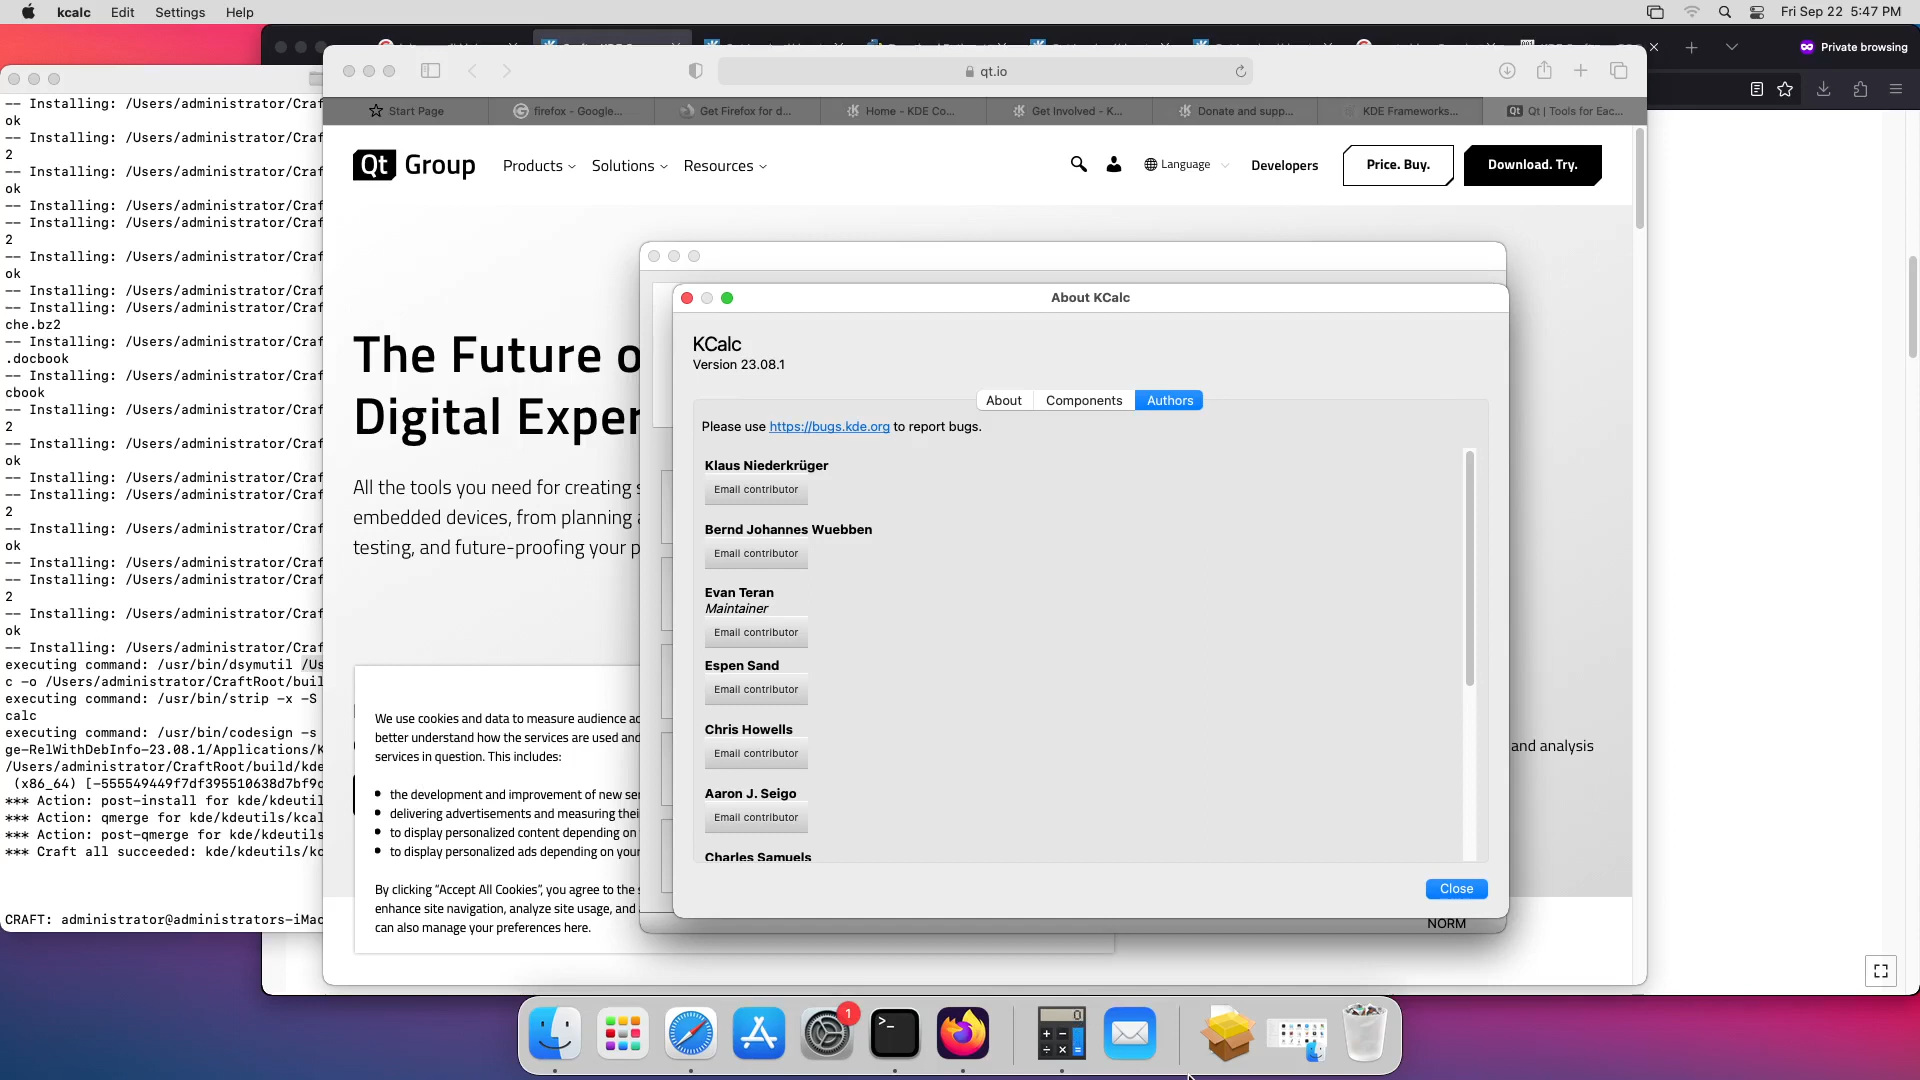 kcalc Edit Settings Help
Fri Sep 22 5:47 PM
Private browsing
qt.io
Start Page
firefox - Google...
Get Firefox for d...
Home - KDE Co...
Get Involved - K...
Donate and supp...
KDE Frameworks...
Qt | Tools for Eac...
-- Installing: /Users/administrator/Craf
ok
-- Installing: /Users/administrator/Craf
2
-- Installing: /Users/administrator/Craf
ok
-- Installing: /Users/administrator/Craf
-- Installing: /Users/administrator/Craf
2
-- Installing: /Users/administrator/Craf
ok
-- Installing: /Users/administrator/Craf
-- Installing: /Users/administrator/Craf
che.bz2
-- Installing: /Users/administrator/Craf
.docbook
-- Installing: /Users/administrator/Craf
cbook
-- Installing: /Users/administrator/Craf
2
-- Installing: /Users/administrator/Craf
ok
-- Installing: /Users/administrator/Craf
-- Installing: /Users/administrator/Craf
2
-- Installing: /Users/administrator/Craf
ok
-- Installing: /Users/administrator/Craf
-- Installing: /Users/administrator/Craf
2
-- Installing: /Users/administrator/Craf
ok
-- Installing: /Users/administrator/Craf
executing command: /usr/bin/dsymutil /Us
c -o /Users/administrator/CraftRoot/buil
executing command: /usr/bin/strip -x -S
calc
executing command: /usr/bin/codesign -s
ge-RelWithDebInfo-23.08.1/Applications/K
/Users/administrator/CraftRoot/build/kde
(x86_64) [-555549449f7df395510638d7bf9c
*** Action: post-install for kde/kdeutil
*** Action: qmerge for kde/kdeutils/kcal
*** Action: post-qmerge for kde/kdeutils
*** Craft all succeeded: kde/kdeutils/kc
CRAFT: administrator@administrators-iMac
Qt Group
Products
Solutions
Resources
Language
Developers
Price. Buy.
Download. Try.
The Future o
Digital Exper
All the tools you need for creating s
embedded devices, from planning a
testing, and future-proofing your p
and analysis
We use cookies and data to measure audience ac
better understand how the services are used and
services in question. This includes:
• the development and improvement of new ser
• delivering advertisements and measuring thei
• to display personalized content depending on
• to display personalized ads depending on your
By clicking “Accept All Cookies”, you agree to the s
enhance site navigation, analyze site usage, and
can also manage your preferences here.
About KCalc
KCalc
Version 23.08.1
About
Components
Authors
Please use https://bugs.kde.org to report bugs.
Klaus Niederkrüger
Email contributor
Bernd Johannes Wuebben
Email contributor
Evan Teran
Maintainer
Email contributor
Espen Sand
Email contributor
Chris Howells
Email contributor
Aaron J. Seigo
Email contributor
Charles Samuels
Close
NORM
1
0